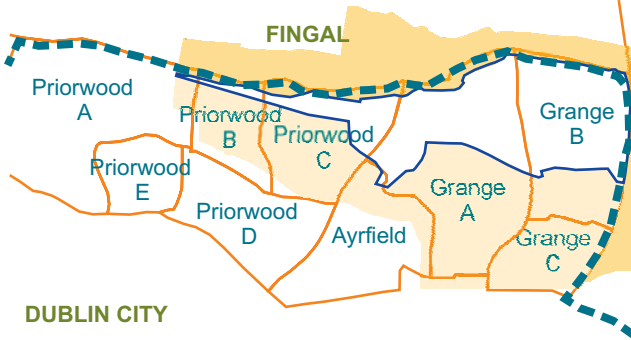 FINGAL
Priorwood
A
Priorwood
B
Priorwood
C
Grange
B
Priorwood
E
Grange
A
Priorwood
D
Ayrfield
Grange
C
DUBLIN CITY